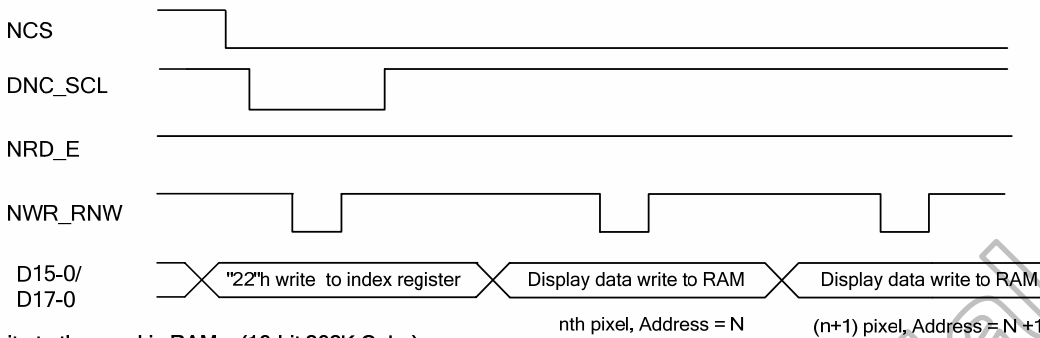 NCS
DNC_SCL
NRD_E
NWR_RNW
D15-0/
D17-0
"22"h write to index register
Display data write to RAM
Display data write to RAM
nth pixel, Address = N
(n+1) pixel, Address = N +1